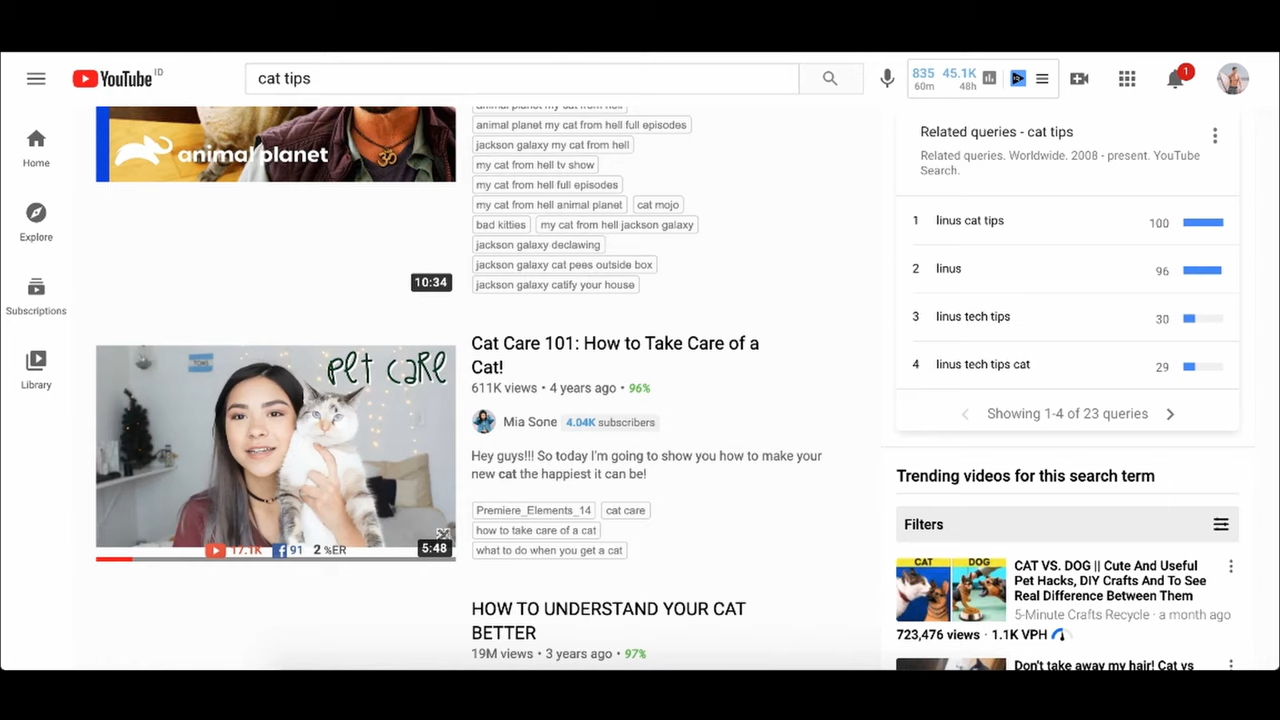 YouTube ID
cat tips
835 45.1K
60m 48h
1
Home
Explore
Subscriptions
Library
animal planet
10:34
animal planet my cat from hell
animal planet my cat from hell full episodes
jackson galaxy my cat from hell
my cat from hell tv show
my cat from hell full episodes
my cat from hell animal planet cat mojo
bad kitties my cat from hell jackson galaxy
jackson galaxy declawing
jackson galaxy cat pees outside box
jackson galaxy catify your house
PET CARE
TOMS
17.1K 91 2 %ER
5:48
Cat Care 101: How to Take Care of a
Cat!
611K views • 4 years ago • 96%
Mia Sone 4.04K subscribers
Hey guys!!! So today I'm going to show you how to make your
new cat the happiest it can be!
Premiere_Elements_14 cat care
how to take care of a cat
what to do when you get a cat
HOW TO UNDERSTAND YOUR CAT
BETTER
19M views • 3 years ago • 97%
Related queries - cat tips
Related queries. Worldwide. 2008 - present. YouTube
Search.
1 linus cat tips 100
2 linus 96
3 linus tech tips 30
4 linus tech tips cat 29
Showing 1-4 of 23 queries
Trending videos for this search term
Filters
CAT DOG
CAT VS. DOG || Cute And Useful
Pet Hacks, DIY Crafts And To See
Real Difference Between Them
5-Minute Crafts Recycle · a month ago
723,476 views · 1.1K VPH
Don't take away my hair! Cat vs